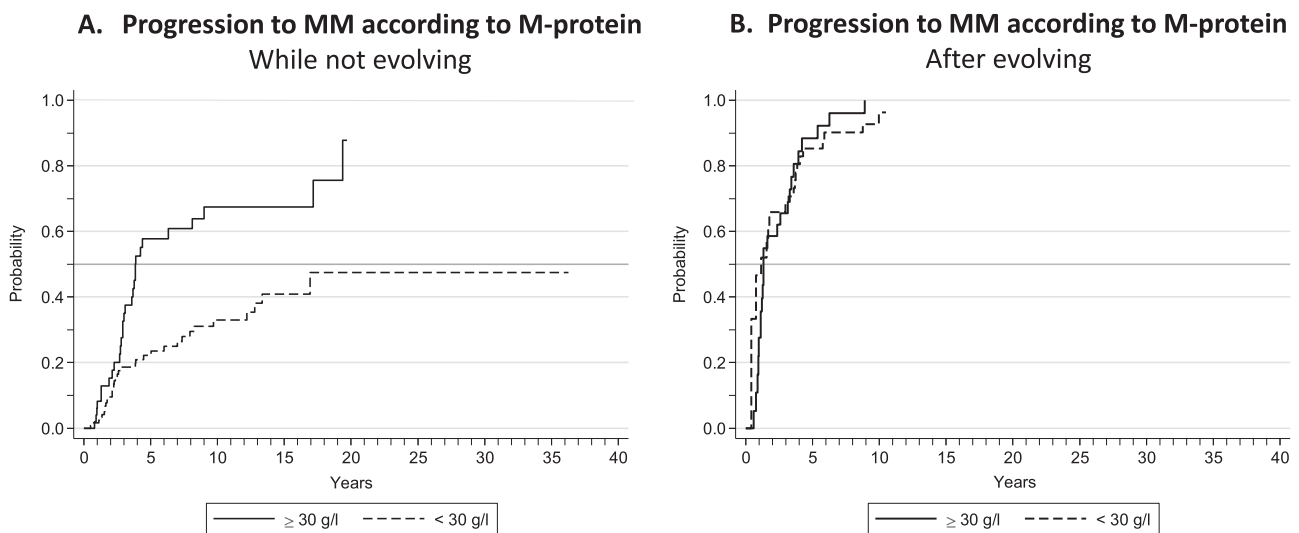 A. Progression to MM according to M-protein
While not evolving
1.0
0.8
0.6
0.4
0.2
0.0
Probability
0 5 10 15 20 25 30 35 40
Years
≥ 30 g/l < 30 g/l
B. Progression to MM according to M-protein
After evolving
1.0
0.8
0.6
0.4
0.2
0.0
Probability
0 5 10 15 20 25 30 35 40
Years
≥ 30 g/l < 30 g/l